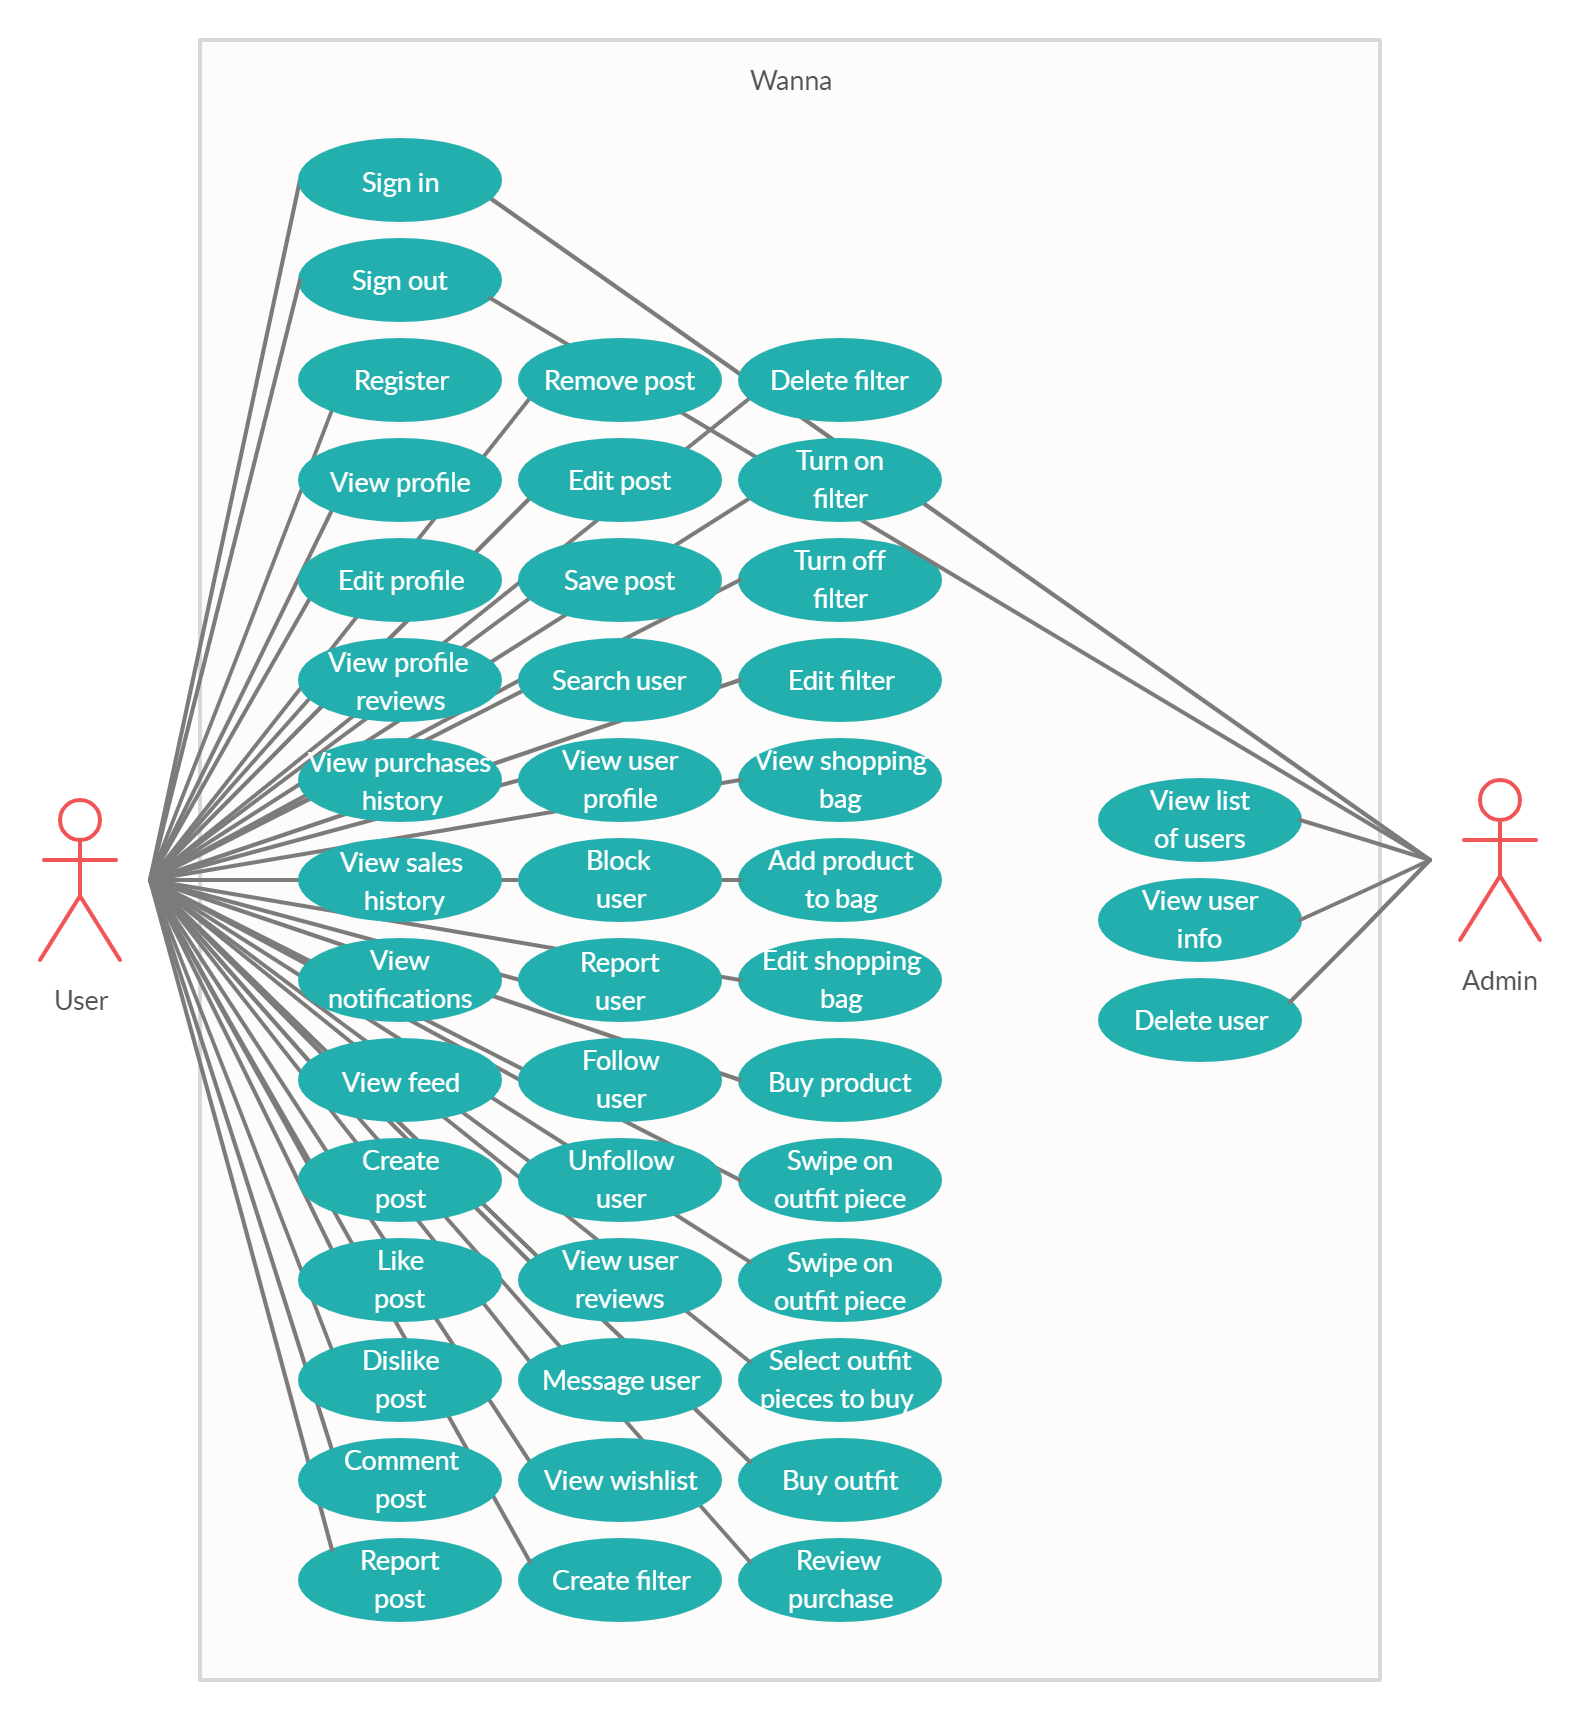 Wanna
Sign in
Sign out
Register
Remove post
Delete filter
View profile
Edit post
Turn on
filter
Edit profile
Save post
Turn off
filter
View profile
reviews
Search user
Edit filter
View purchases
history
View user
profile
View shopping
bag
View list
of users
View sales
history
Block
user
Add product
to bag
View user
info
View
notifications
Report
user
Edit shopping
bag
User
Admin
Delete user
View feed
Follow
user
Buy product
Create
post
Unfollow
user
Swipe on
outfit piece
Like
post
View user
reviews
Swipe on
outfit piece
Dislike
post
Message user
Select outfit
pieces to buy
Comment
post
View wishlist
Buy outfit
Report
post
Create filter
Review
purchase